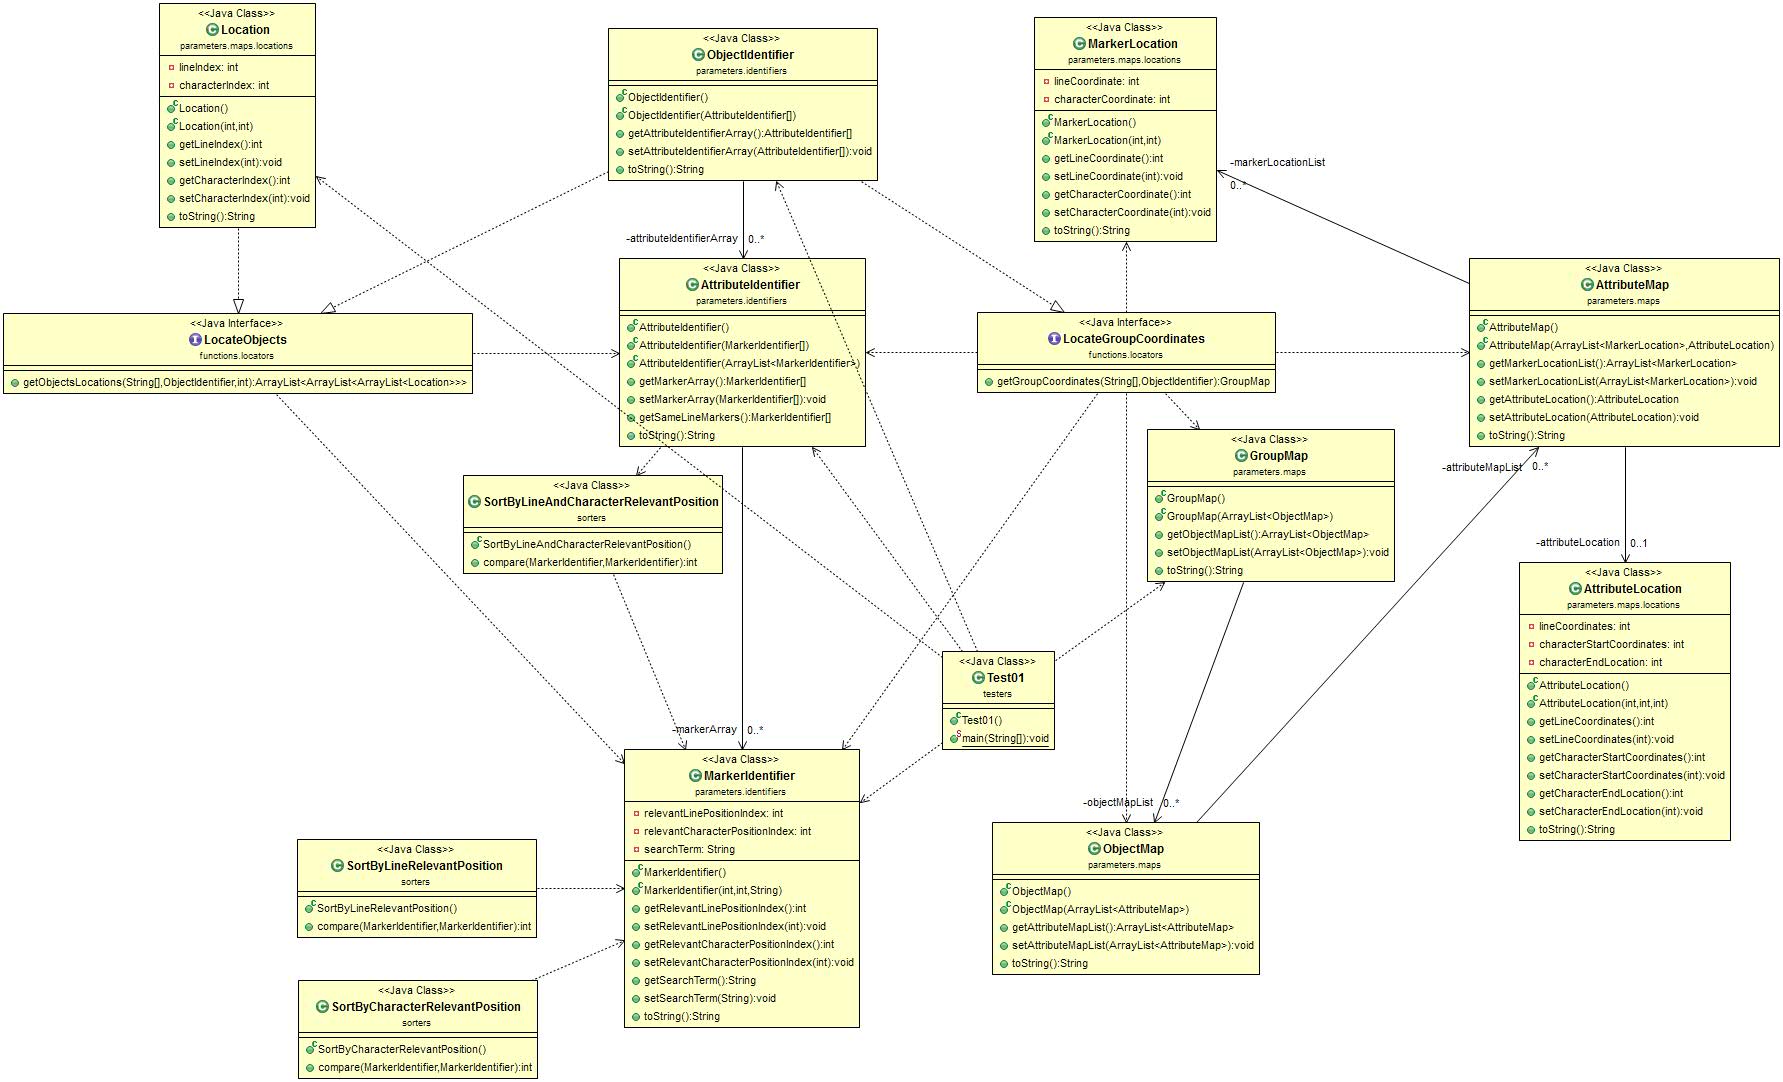 <<Java Class>>
Location
parameters.maps.locations
lineIndex: int
characterIndex: int
Location()
Location(int,int)
getLineIndex():int
setLineIndex(int):void
getCharacterIndex():int
setCharacterIndex(int):void
toString():String
<<Java Class>>
ObjectIdentifier
parameters.identifiers
ObjectIdentifier()
ObjectIdentifier(AttributeIdentifier[])
getAttributeIdentifierArray():AttributeIdentifier[]
setAttributeIdentifierArray(AttributeIdentifier[]):void
toString():String
<<Java Class>>
MarkerLocation
parameters.maps.locations
lineCoordinate: int
characterCoordinate: int
MarkerLocation()
MarkerLocation(int,int)
getLineCoordinate():int
setLineCoordinate(int):void
getCharacterCoordinate():int
setCharacterCoordinate(int):void
toString():String
-markerLocationList
0..*
-attributeIdentifierArray 0..*
<<Java Interface>>
LocateObjects
functions.locators
getObjectsLocations(String[],ObjectIdentifier,int):ArrayList<ArrayList<ArrayList<Location>>>
<<Java Class>>
AttributeIdentifier
parameters.identifiers
AttributeIdentifier()
AttributeIdentifier(MarkerIdentifier[])
AttributeIdentifier(ArrayList<MarkerIdentifier>)
getMarkerArray():MarkerIdentifier[]
setMarkerArray(MarkerIdentifier[]):void
getSameLineMarkers():MarkerIdentifier[]
toString():String
<<Java Interface>>
LocateGroupCoordinates
functions.locators
getGroupCoordinates(String[],ObjectIdentifier):GroupMap
<<Java Class>>
AttributeMap
parameters.maps
AttributeMap()
AttributeMap(ArrayList<MarkerLocation>,AttributeLocation)
getMarkerLocationList():ArrayList<MarkerLocation>
setMarkerLocationList(ArrayList<MarkerLocation>):void
getAttributeLocation():AttributeLocation
setAttributeLocation(AttributeLocation):void
toString():String
-attributeMapList 0..*
<<Java Class>>
SortByLineAndCharacterRelevantPosition
sorters
SortByLineAndCharacterRelevantPosition()
compare(MarkerIdentifier,MarkerIdentifier):int
<<Java Class>>
GroupMap
parameters.maps
GroupMap()
GroupMap(ArrayList<ObjectMap>)
getObjectMapList():ArrayList<ObjectMap>
setObjectMapList(ArrayList<ObjectMap>):void
toString():String
-attributeLocation 0..1
<<Java Class>>
AttributeLocation
parameters.maps.locations
lineCoordinates: int
characterStartCoordinates: int
characterEndLocation: int
AttributeLocation()
AttributeLocation(int,int,int)
getLineCoordinates():int
setLineCoordinates(int):void
getCharacterStartCoordinates():int
setCharacterStartCoordinates(int):void
getCharacterEndLocation():int
setCharacterEndLocation(int):void
toString():String
<<Java Class>>
Test01
testers
Test01()
main(String[]):void
-markerArray 0..*
<<Java Class>>
MarkerIdentifier
parameters.identifiers
relevantLinePositionIndex: int
relevantCharacterPositionIndex: int
searchTerm: String
MarkerIdentifier()
MarkerIdentifier(int,int,String)
getRelevantLinePositionIndex():int
setRelevantLinePositionIndex(int):void
getRelevantCharacterPositionIndex():int
setRelevantCharacterPositionIndex(int):void
getSearchTerm():String
setSearchTerm(String):void
toString():String
-objectMapList 0..*
<<Java Class>>
ObjectMap
parameters.maps
ObjectMap()
ObjectMap(ArrayList<AttributeMap>)
getAttributeMapList():ArrayList<AttributeMap>
setAttributeMapList(ArrayList<AttributeMap>):void
toString():String
<<Java Class>>
SortByLineRelevantPosition
sorters
SortByLineRelevantPosition()
compare(MarkerIdentifier,MarkerIdentifier):int
<<Java Class>>
SortByCharacterRelevantPosition
sorters
SortByCharacterRelevantPosition()
compare(MarkerIdentifier,MarkerIdentifier):int